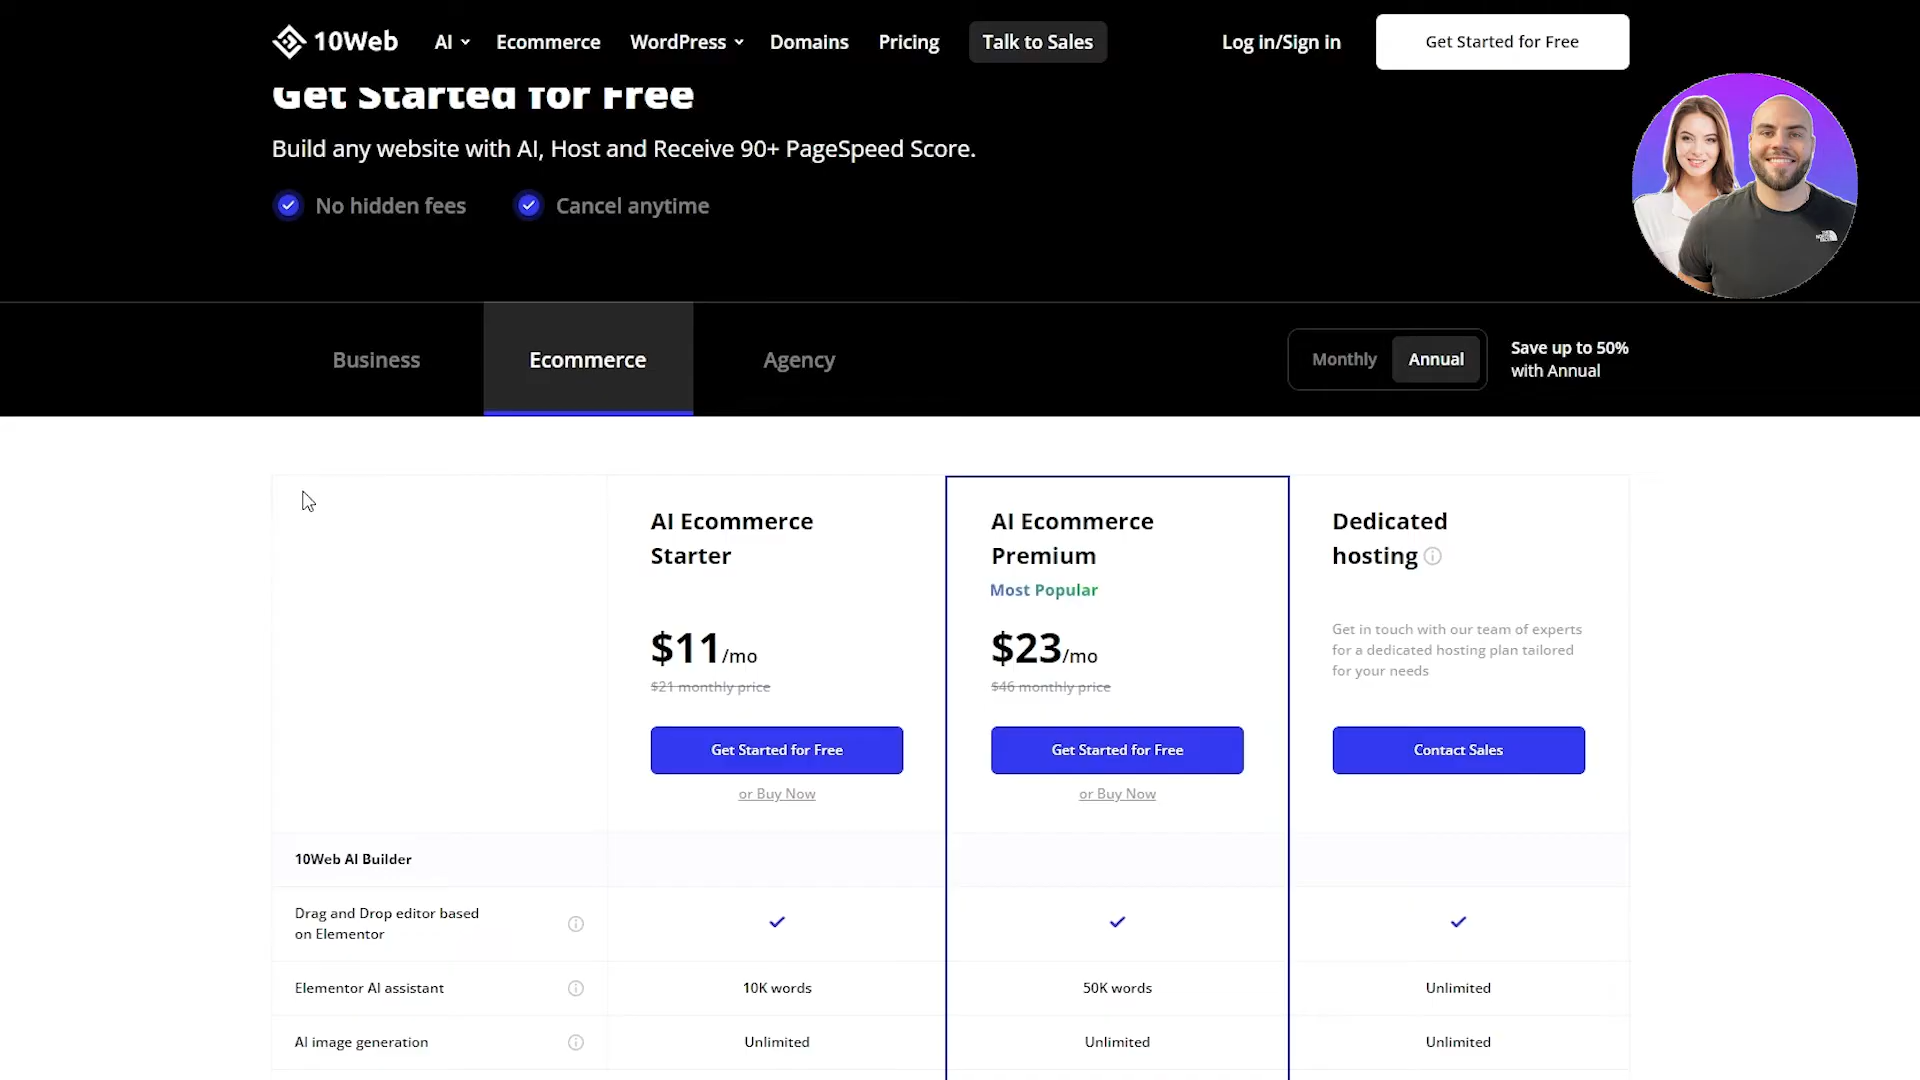 10Web AI Ecommerce WordPress Domains Pricing Talk to Sales Log in/Sign in Get Started for Free
Get Started for Free
Build any website with AI, Host and Receive 90+ PageSpeed Score.
No hidden fees Cancel anytime
THE NORTH FACE
Business Ecommerce Agency Monthly Annual Save up to 50%
with Annual
AI Ecommerce
Starter
$11/mo
$21 monthly price
Get Started for Free
or Buy Now
AI Ecommerce
Premium
Most Popular
$23/mo
$46 monthly price
Get Started for Free
or Buy Now
Dedicated
hosting
Get in touch with our team of experts
for a dedicated hosting plan tailored
for your needs
Contact Sales
10Web AI Builder
Drag and Drop editor based
on Elementor
Elementor AI assistant 10K words 50K words Unlimited
AI image generation Unlimited Unlimited Unlimited